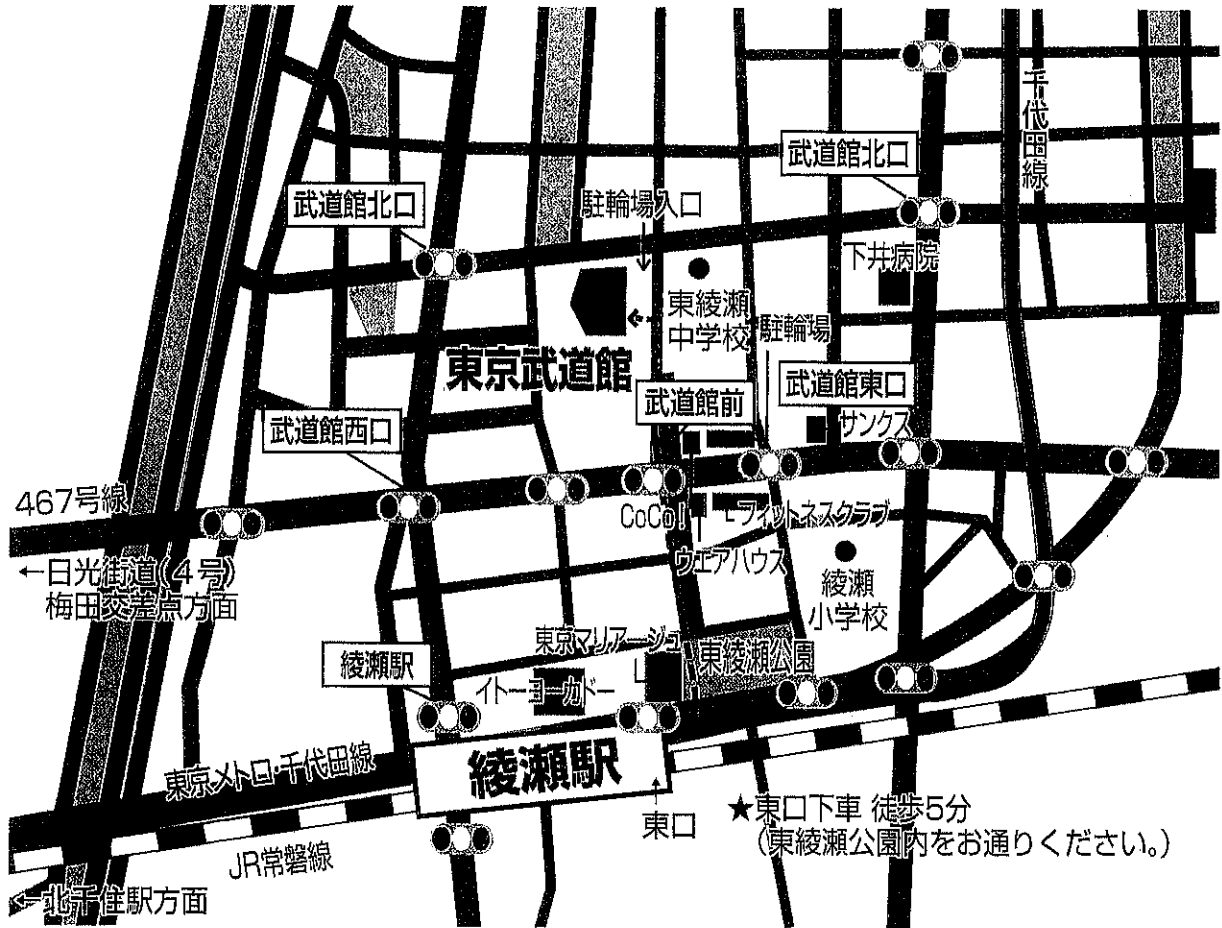 千代田線
武道館北口
武道館北口
駐輪場入口
下井病院
東綾瀬
中学校
駐輪場
東京武道館
武道館前
武道館東口
サンクス
武道館西口
467号線
CoCo!
フィットネスクラブ
ウエアハウス
←日光街道(4号)
梅田交差点方面
綾瀬
小学校
東京マリアージュ
東綾瀬公園
綾瀬駅
イトーヨーカドー
綾瀬駅
東京メトロ・千代田線
東口
★東口下車 徒歩5分
(東綾瀬公園内をお通りください。)
JR常磐線
←北千住駅方面